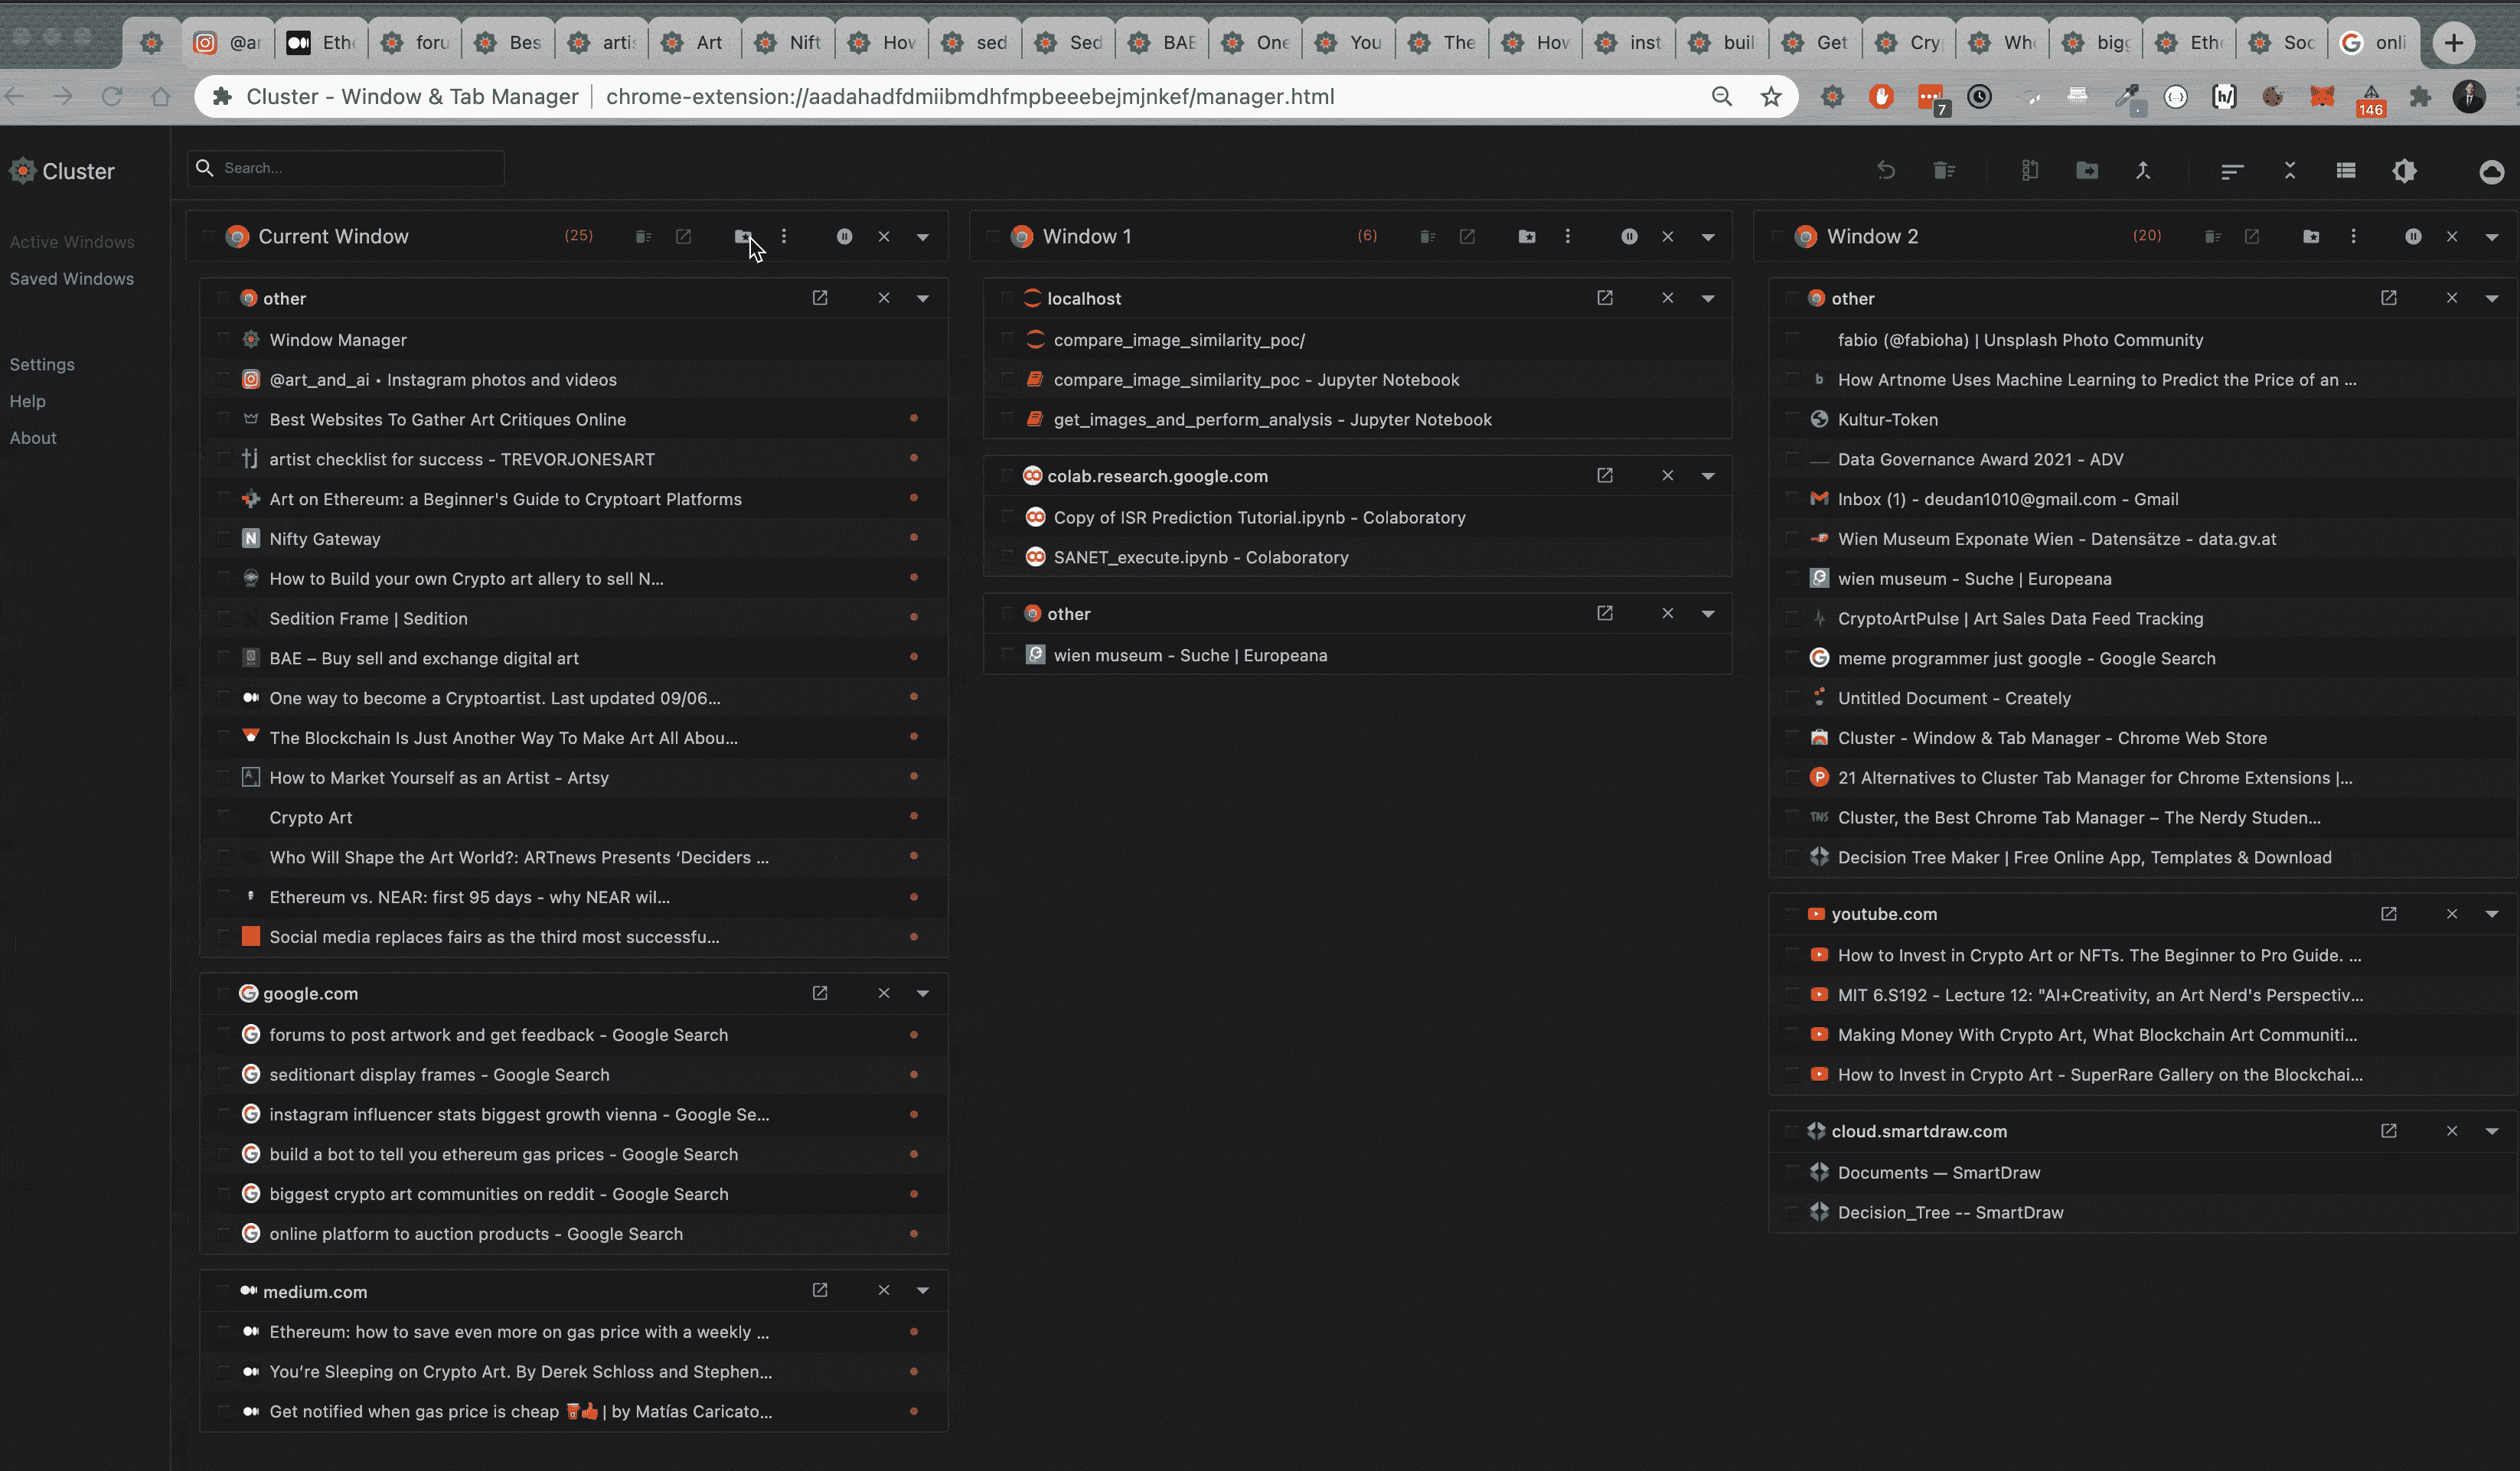 @ar
Eth
foru
Bes
artis
Art
Nift
How
sed
Sed
BAE
One
You
The
How
inst
buil
Get
Cry
Who
bigg
Eth
Soc
onli
Cluster - Window & Tab Manager | chrome-extension://aadahadfdmiibmdhfmpbeeebejmjnkef/manager.html
7
146
Cluster
Search...
Active Windows
Saved Windows
Settings
Help
About
Current Window (25)
other
Window Manager
@art_and_ai • Instagram photos and videos
Best Websites To Gather Art Critiques Online
artist checklist for success - TREVORJONESART
Art on Ethereum: a Beginner's Guide to Cryptoart Platforms
Nifty Gateway
How to Build your own Crypto art allery to sell N...
Sedition Frame | Sedition
BAE – Buy sell and exchange digital art
One way to become a Cryptoartist. Last updated 09/06...
The Blockchain Is Just Another Way To Make Art All Abou...
How to Market Yourself as an Artist - Artsy
Crypto Art
Who Will Shape the Art World?: ARTnews Presents ‘Deciders ...
Ethereum vs. NEAR: first 95 days - why NEAR wil...
Social media replaces fairs as the third most successfu...
google.com
forums to post artwork and get feedback - Google Search
seditionart display frames - Google Search
instagram influencer stats biggest growth vienna - Google Se...
build a bot to tell you ethereum gas prices - Google Search
biggest crypto art communities on reddit - Google Search
online platform to auction products - Google Search
medium.com
Ethereum: how to save even more on gas price with a weekly ...
You’re Sleeping on Crypto Art. By Derek Schloss and Stephen...
Get notified when gas price is cheap | by Matías Caricato...
Window 1 (6)
localhost
compare_image_similarity_poc/
compare_image_similarity_poc - Jupyter Notebook
get_images_and_perform_analysis - Jupyter Notebook
colab.research.google.com
Copy of ISR Prediction Tutorial.ipynb - Colaboratory
SANET_execute.ipynb - Colaboratory
other
wien museum - Suche | Europeana
Window 2 (20)
other
fabio (@fabioha) | Unsplash Photo Community
How Artnome Uses Machine Learning to Predict the Price of an ...
Kultur-Token
Data Governance Award 2021 - ADV
Inbox (1) - deudan1010@gmail.com - Gmail
Wien Museum Exponate Wien - Datensätze - data.gv.at
wien museum - Suche | Europeana
CryptoArtPulse | Art Sales Data Feed Tracking
meme programmer just google - Google Search
Untitled Document - Creately
Cluster - Window & Tab Manager - Chrome Web Store
21 Alternatives to Cluster Tab Manager for Chrome Extensions |...
Cluster, the Best Chrome Tab Manager – The Nerdy Studen...
Decision Tree Maker | Free Online App, Templates & Download
youtube.com
How to Invest in Crypto Art or NFTs. The Beginner to Pro Guide. ...
MIT 6.S192 - Lecture 12: "AI+Creativity, an Art Nerd's Perspectiv...
Making Money With Crypto Art, What Blockchain Art Communiti...
How to Invest in Crypto Art - SuperRare Gallery on the Blockchai...
cloud.smartdraw.com
Documents — SmartDraw
Decision_Tree -- SmartDraw